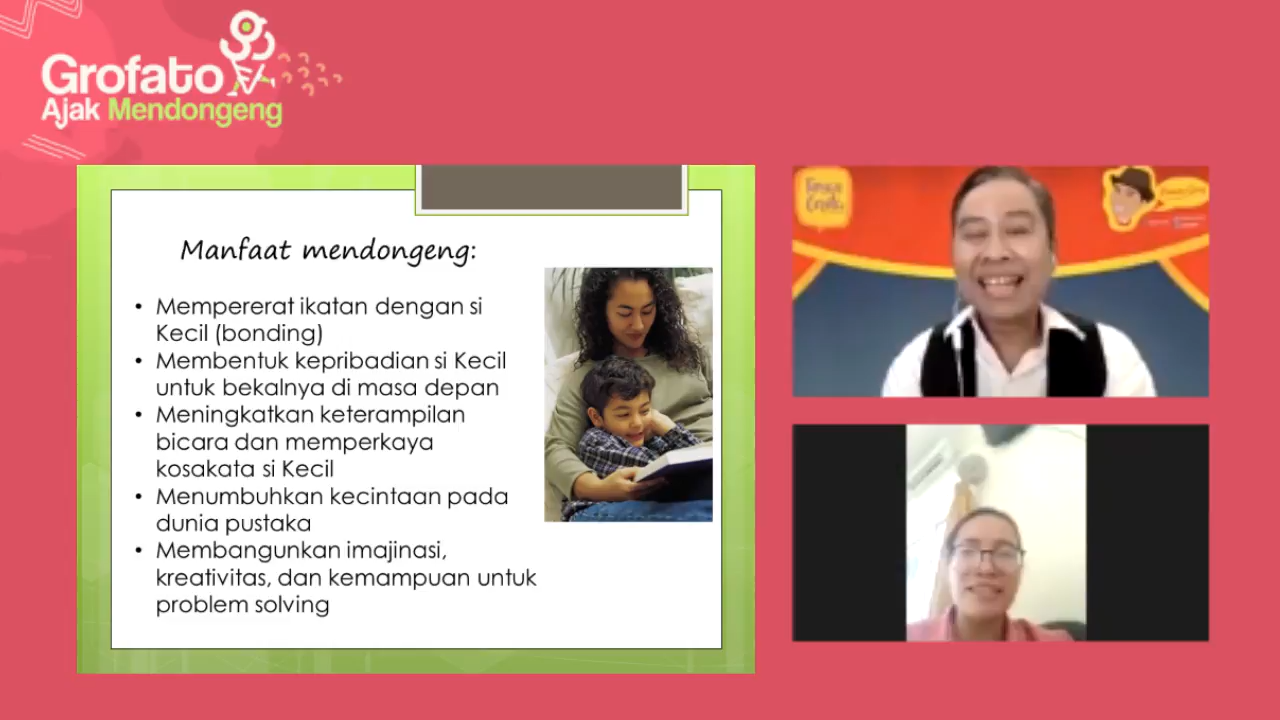 Grofato
Ajak Mendongeng
Manfaat mendongeng:
• Mempererat ikatan dengan si
Kecil (bonding)
• Membentuk kepribadian si Kecil
untuk bekalnya di masa depan
• Meningkatkan keterampilan
bicara dan memperkaya
kosakata si Kecil
• Menumbuhkan kecintaan pada
dunia pustaka
• Membangunkan imajinasi,
kreativitas, dan kemampuan untuk
problem solving